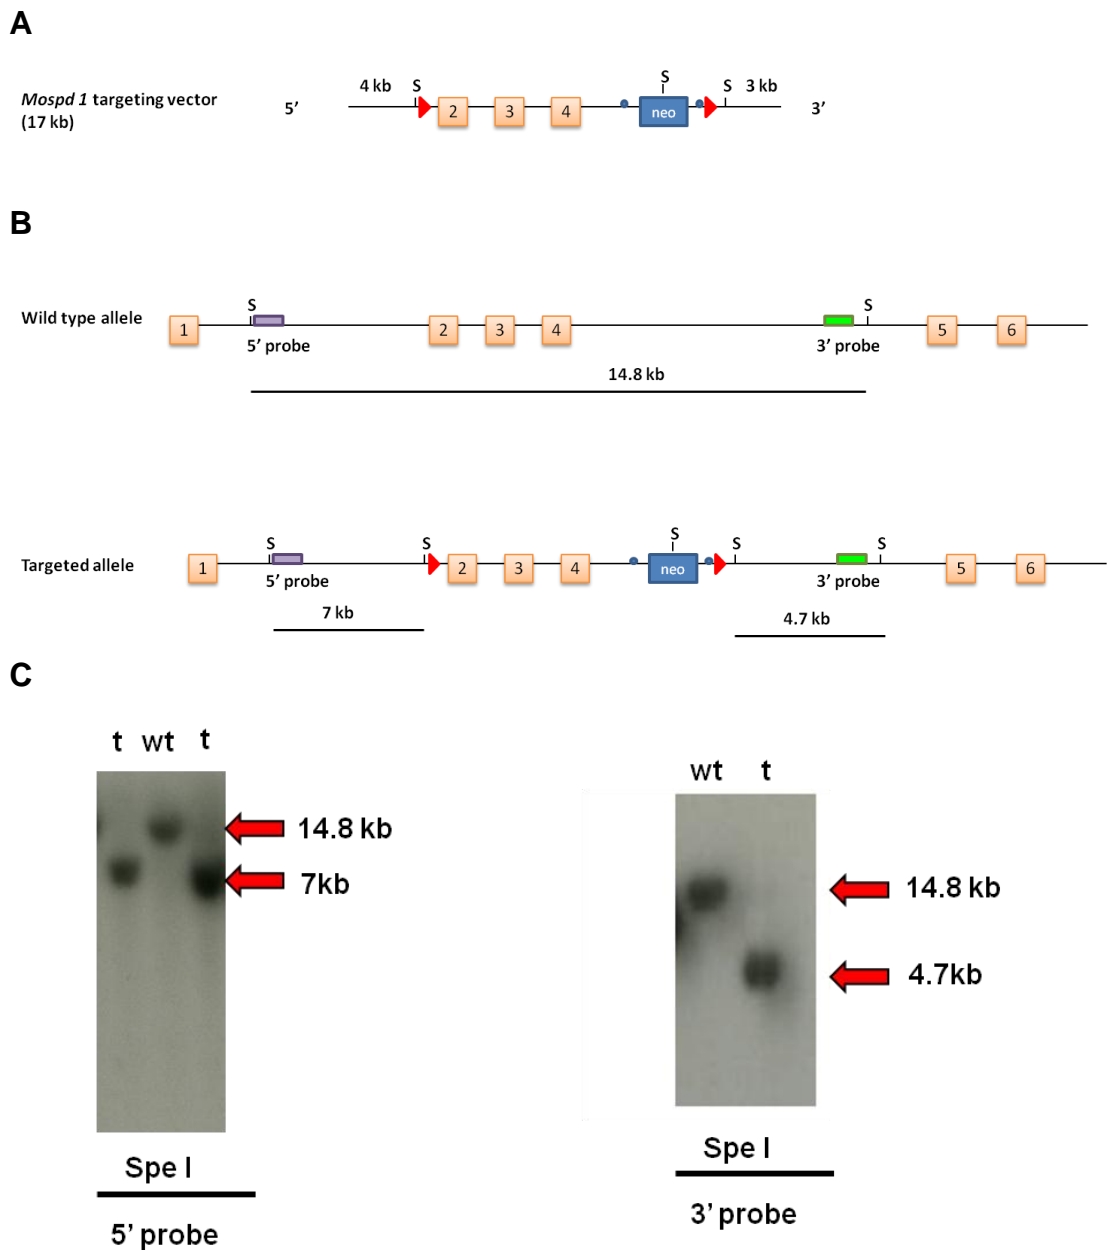 A
4 kb S S S 3 kb
Mospd 1 targeting vector 5’ 2 3 4 neo 3’
(17 kb)
B
S S
Wild type allele 1 2 3 4 5 6
5’ probe 3’ probe
14.8 kb
S S S S S
Targeted allele 1 2 3 4 neo 5 6
5’ probe 3’ probe
7 kb 4.7 kb
C
t wt t
14.8 kb
7kb
Spe I
5’ probe
wt t
14.8 kb
4.7kb
Spe I
3’ probe